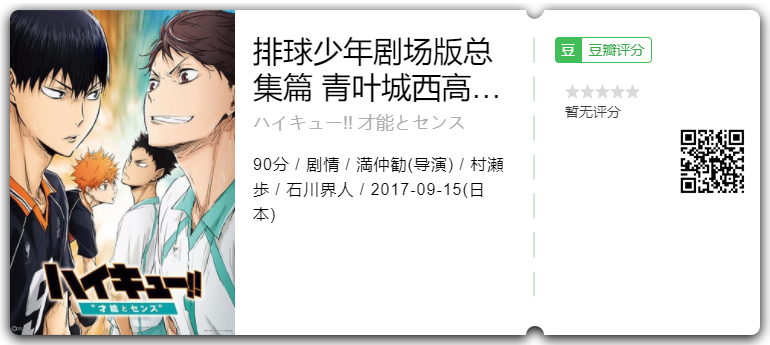 排球少年剧场版总
集篇 青叶城西高…
ハイキュー!! 才能とセンス
90分 / 剧情 / 満仲勧(导演) / 村瀬
歩 / 石川界人 / 2017-09-15(日
本)
豆 豆瓣评分
暂无评分
ハイキュー!!
"才能とセンス"